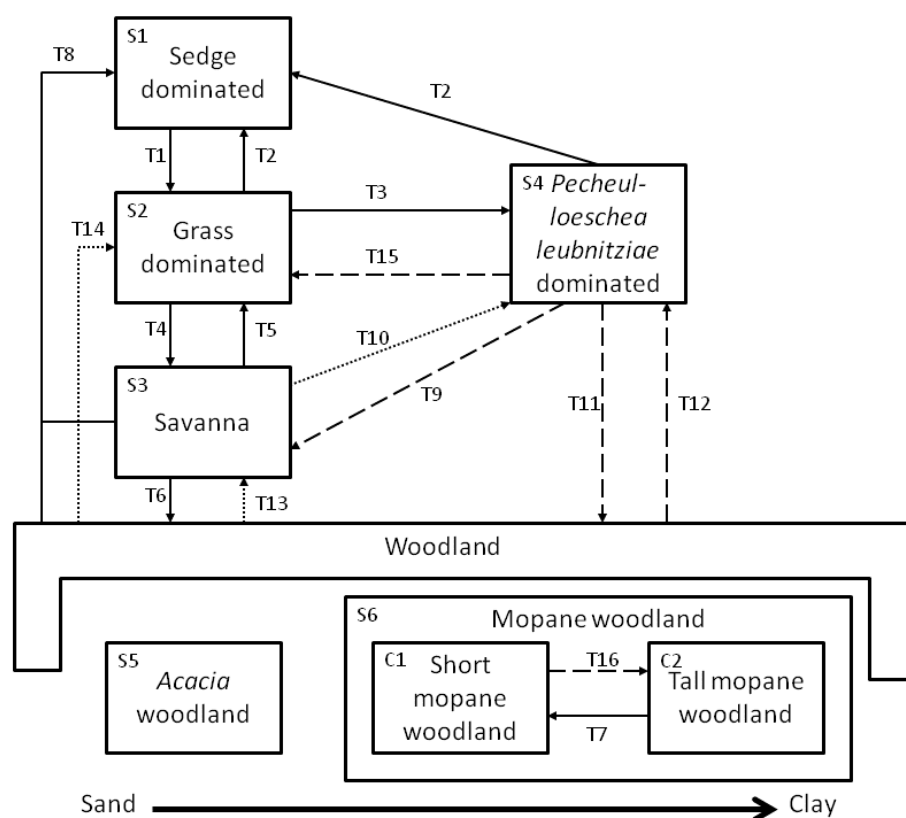 S1
Sedge
dominated
T8
T2
T1
T2
S4
Pecheul-
loeschea
leubnitziae
dominated
S2
Grass
dominated
T3
T14
T15
T4
T5
T10
S3
Savanna
T9
T11
T12
T6
T13
Woodland
S6
Mopane woodland
S5
Acacia
woodland
C1
Short
mopane
woodland
T16
T7
C2
Tall mopane
woodland
Sand
Clay